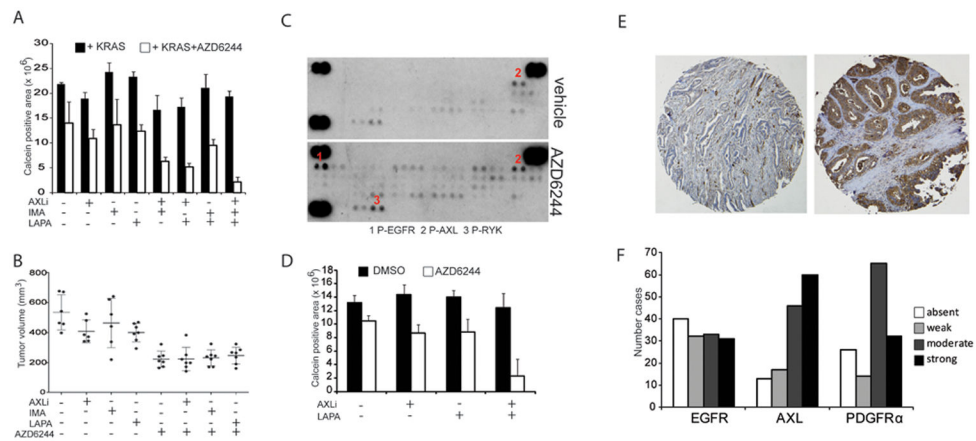 A
■ + KRAS □ + KRAS+AZD6244
Calcein positive area (x 10⁶)
30
25
20
15
10
5
0
AXLi - + - - + + - +
IMA - - + - + - + +
LAPA - - - + - + + +
B
Tumor volume (mm³)
800
600
400
200
0
AXLi - + - - - + - -
IMA - - + - - - + -
LAPA - - - + - - - +
AZD6244 - - - - + + + +
C
2
vehicle
1
2
3
AZD6244
1 P-EGFR 2 P-AXL 3 P-RYK
D
■ DMSO □ AZD6244
Calcein positive area (x 10⁶)
18
16
14
12
10
8
6
4
2
0
AXLi - + - +
LAPA - - + +
E
F
Number cases
70
60
50
40
30
20
10
0
absent
weak
moderate
strong
EGFR AXL PDGFRα